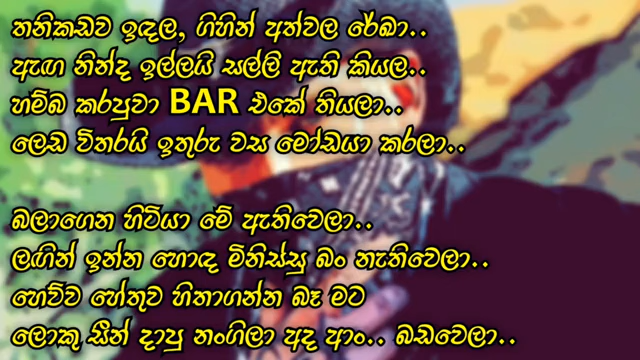 තනිකඩව ඉඳල, ගිහින් අත්වල රේඛා..
ඇඟ නින්ද ඉල්ලයි සල්ලි ඇති කියල..
හම්බ කරපුවා BAR එකේ තියලා..
ලෙඩ විතරයි ඉතුරු වස මෝඩයා කරලා..
බලාගෙන හිටියා මේ ඇතිවෙලා..
ලඟින් ඉන්න හොඳ මිනිස්සු බං නැතිවෙලා..
හෙව්ව හේතුව හිතාගන්න බෑ මට
ලොකු සීන් දාපු නංගිලා අද ආං.. බඩවෙලා..